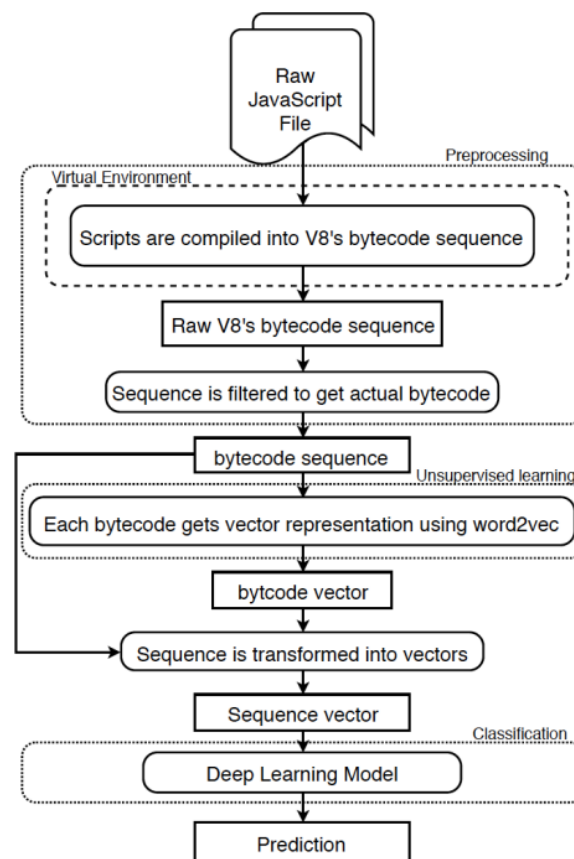 Raw
JavaScript
File
Preprocessing
Virtual Environment
Scripts are compiled into V8's bytecode sequence
Raw V8's bytecode sequence
Sequence is filtered to get actual bytecode
bytecode sequence
Unsupervised learning
Each bytecode gets vector representation using word2vec
bytcode vector
Sequence is transformed into vectors
Sequence vector
Classification
Deep Learning Model
Prediction